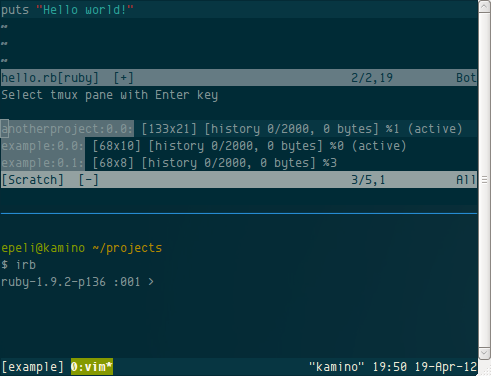 puts "Hello world!"
~
~
~
hello.rb[ruby] [+] 2/2,19 Bot
Select tmux pane with Enter key
anotherproject:0.0: [133x21] [history 0/2000, 0 bytes] %1 (active)
example:0.0: [68x10] [history 0/2000, 0 bytes] %0 (active)
example:0.1: [68x8] [history 0/2000, 0 bytes] %3
[Scratch] [-] 3/5,1 All
epeli@kamino ~/projects
$ irb
ruby-1.9.2-p136 :001 >
[example] 0:vim* "kamino" 19:50 19-Apr-12